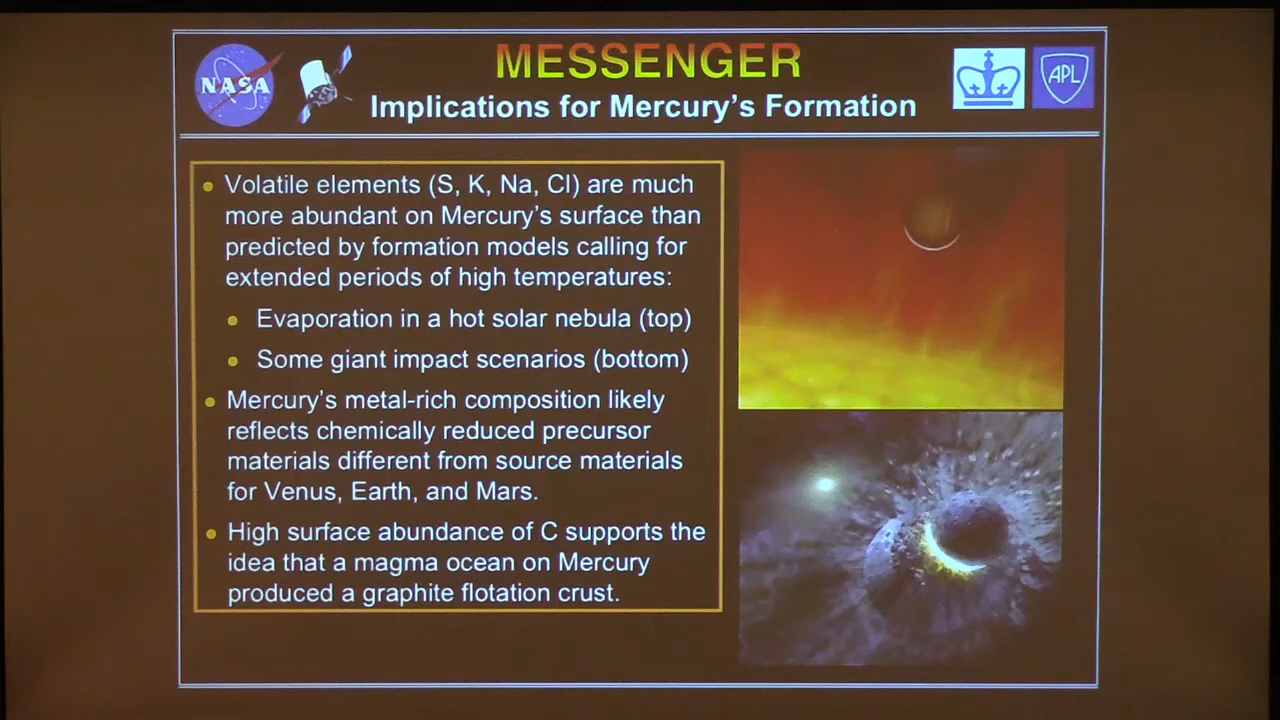 NASA
MESSENGER
Implications for Mercury's Formation
APL
Volatile elements (S, K, Na, Cl) are much
more abundant on Mercury's surface than
predicted by formation models calling for
extended periods of high temperatures:
Evaporation in a hot solar nebula (top)
Some giant impact scenarios (bottom)
Mercury's metal-rich composition likely
reflects chemically reduced precursor
materials different from source materials
for Venus, Earth, and Mars.
High surface abundance of C supports the
idea that a magma ocean on Mercury
produced a graphite flotation crust.